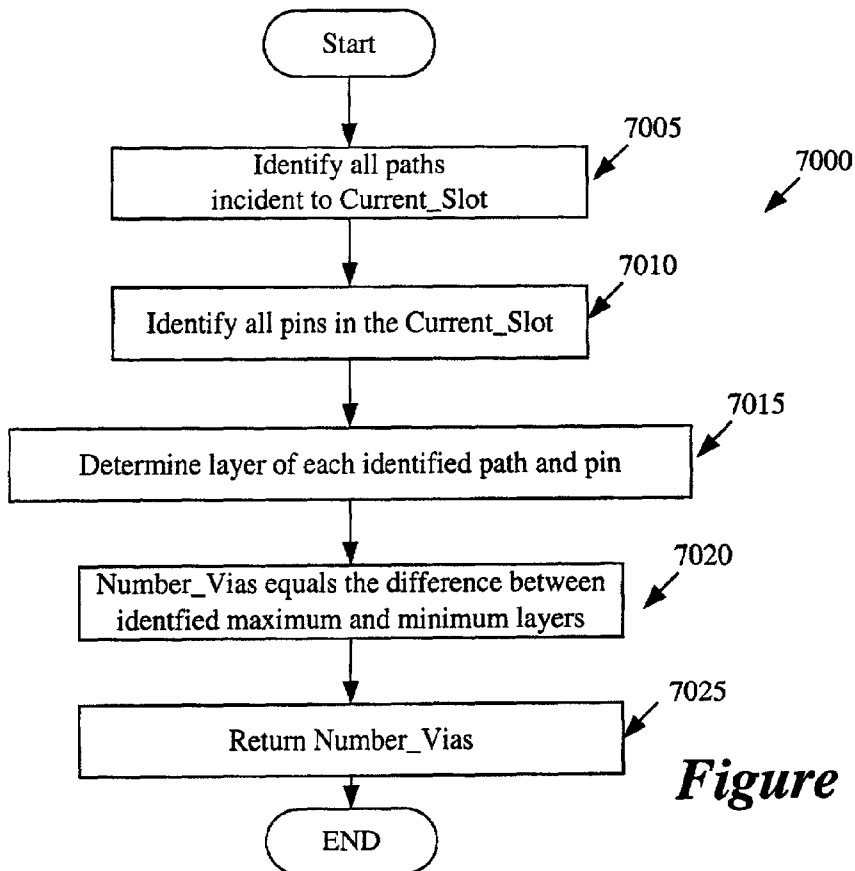 Start
7005
Identify all paths
incident to Current_Slot
7000
7010
Identify all pins in the Current_Slot
7015
Determine layer of each identified path and pin
7020
Number_Vias equals the difference between
identfied maximum and minimum layers
7025
Return Number_Vias
Figure
END